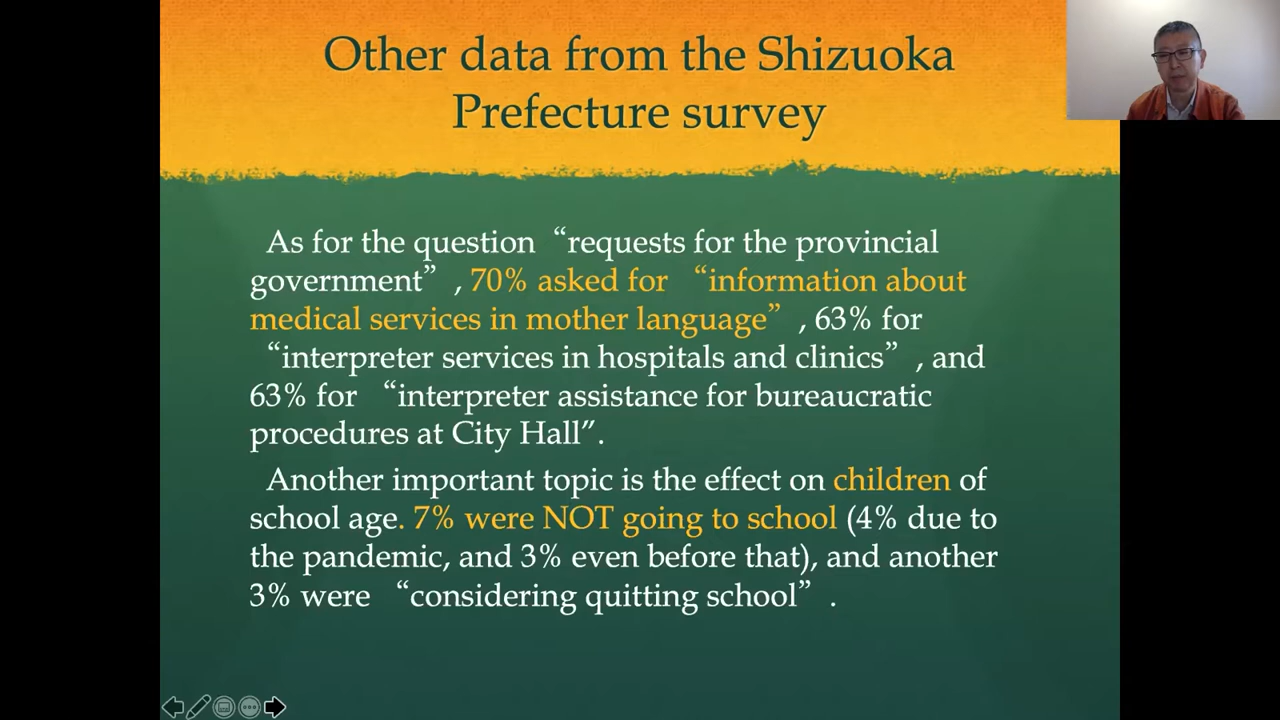 Other data from the Shizuoka
Prefecture survey
As for the question “requests for the provincial
government” , 70% asked for “information about
medical services in mother language” , 63% for
“interpreter services in hospitals and clinics” , and
63% for “interpreter assistance for bureaucratic
procedures at City Hall”.
Another important topic is the effect on children of
school age. 7% were NOT going to school (4% due to
the pandemic, and 3% even before that), and another
3% were “considering quitting school” .